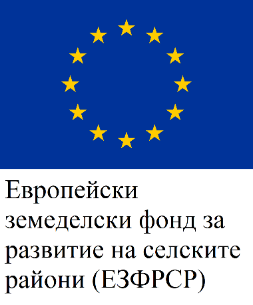 Европейски
земеделски фонд за
развитие на селските
райони (ЕЗФРСР)